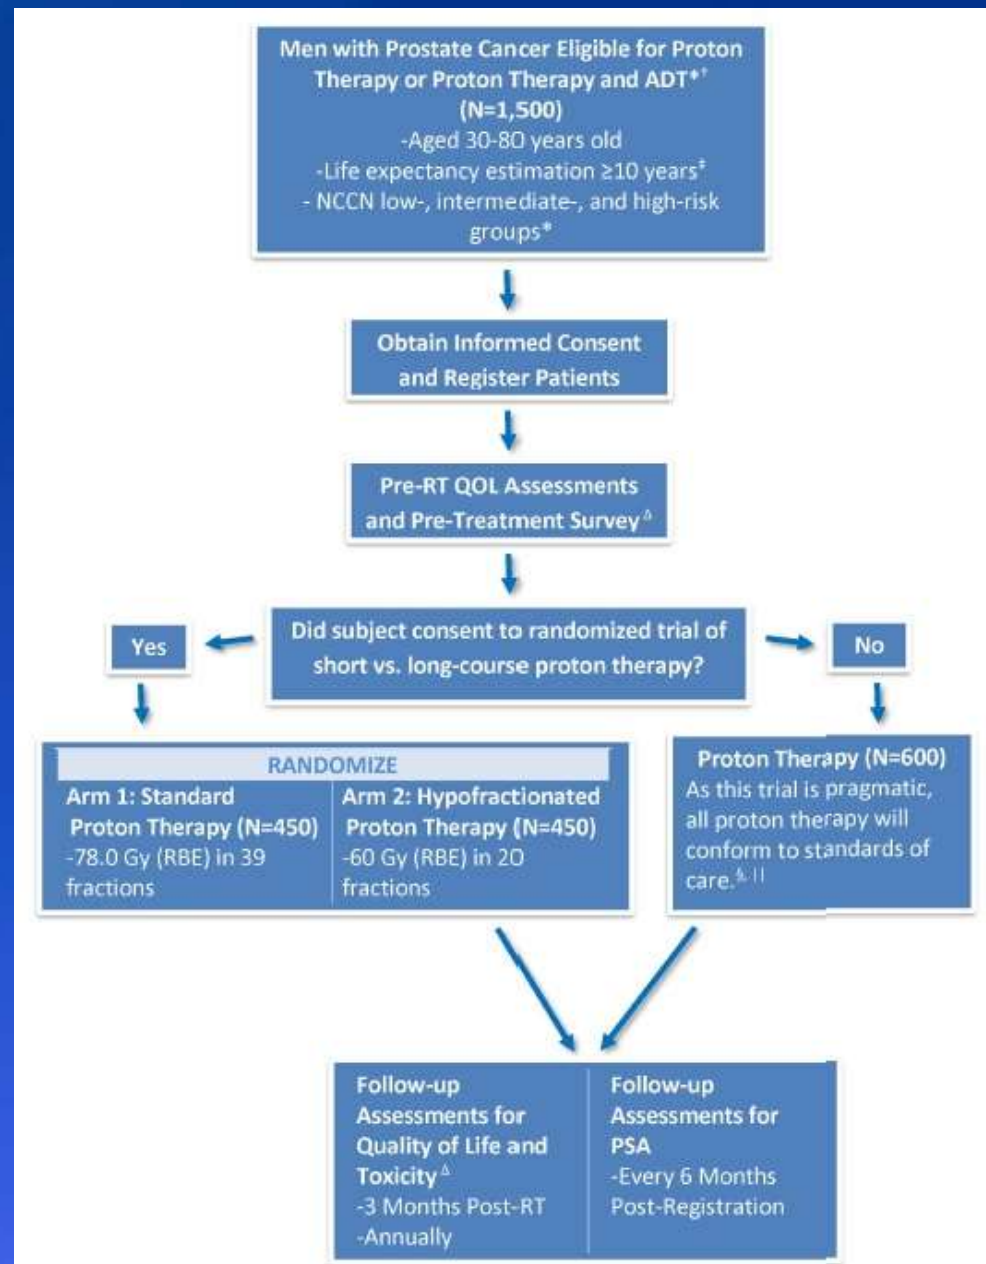 Men with Prostate Cancer Eligible for Proton
Therapy or Proton Therapy and ADT*†
(N=1,500)
-Aged 30-80 years old
-Life expectancy estimation ≥10 years‡
- NCCN low-, intermediate-, and high-risk
groups*
Obtain Informed Consent
and Register Patients
Pre-RT QOL Assessments
and Pre-Treatment Survey Δ
Did subject consent to randomized trial of
short vs. long-course proton therapy?
Yes
No
RANDOMIZE
Arm 1: Standard
Proton Therapy (N=450)
-78.0 Gy (RBE) in 39
fractions
Arm 2: Hypofractionated
Proton Therapy (N=450)
-60 Gy (RBE) in 20
fractions
Proton Therapy (N=600)
As this trial is pragmatic,
all proton therapy will
conform to standards of
care.§, ||
Follow-up
Assessments for
Quality of Life and
Toxicity Δ
-3 Months Post-RT
-Annually
Follow-up
Assessments for
PSA
-Every 6 Months
Post-Registration